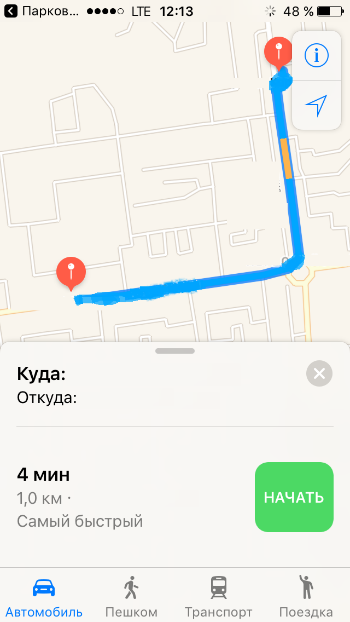 Парков... LTE 12:13 48 %
Куда:
Откуда:
4 мин
1,0 км ·
Самый быстрый
НАЧАТЬ
Автомобиль Пешком Транспорт Поездка